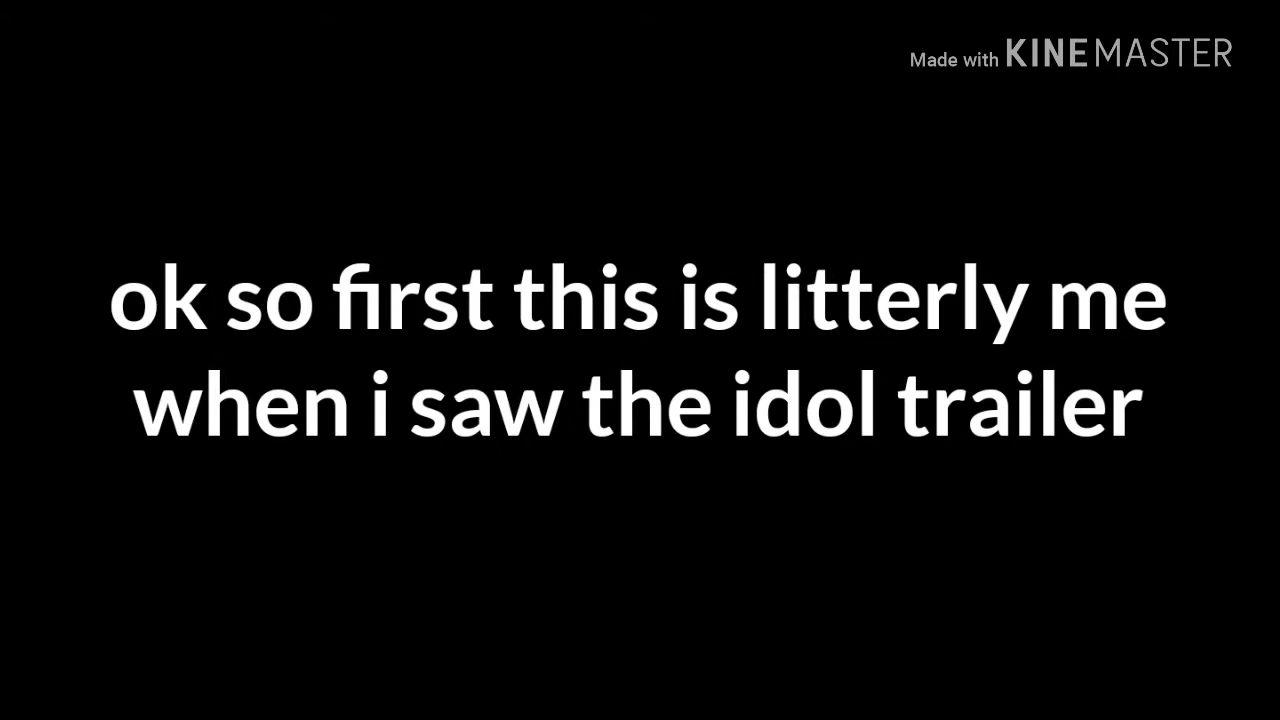 Made with KINEMASTER
ok so first this is litterly me
when i saw the idol trailer